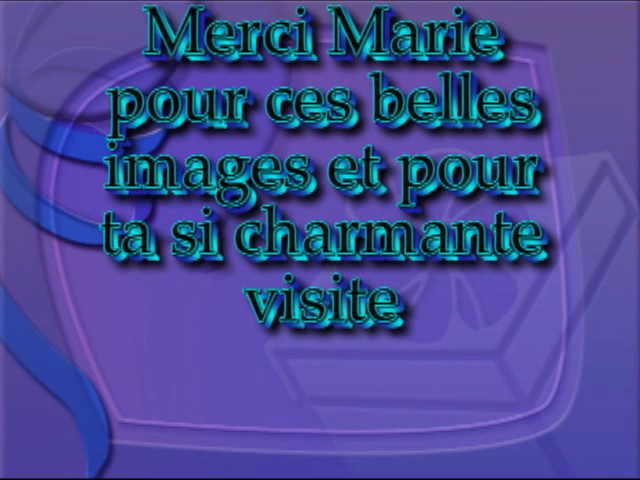 Merci Marie
pour ces belles
images et pour
ta si charmante
visite